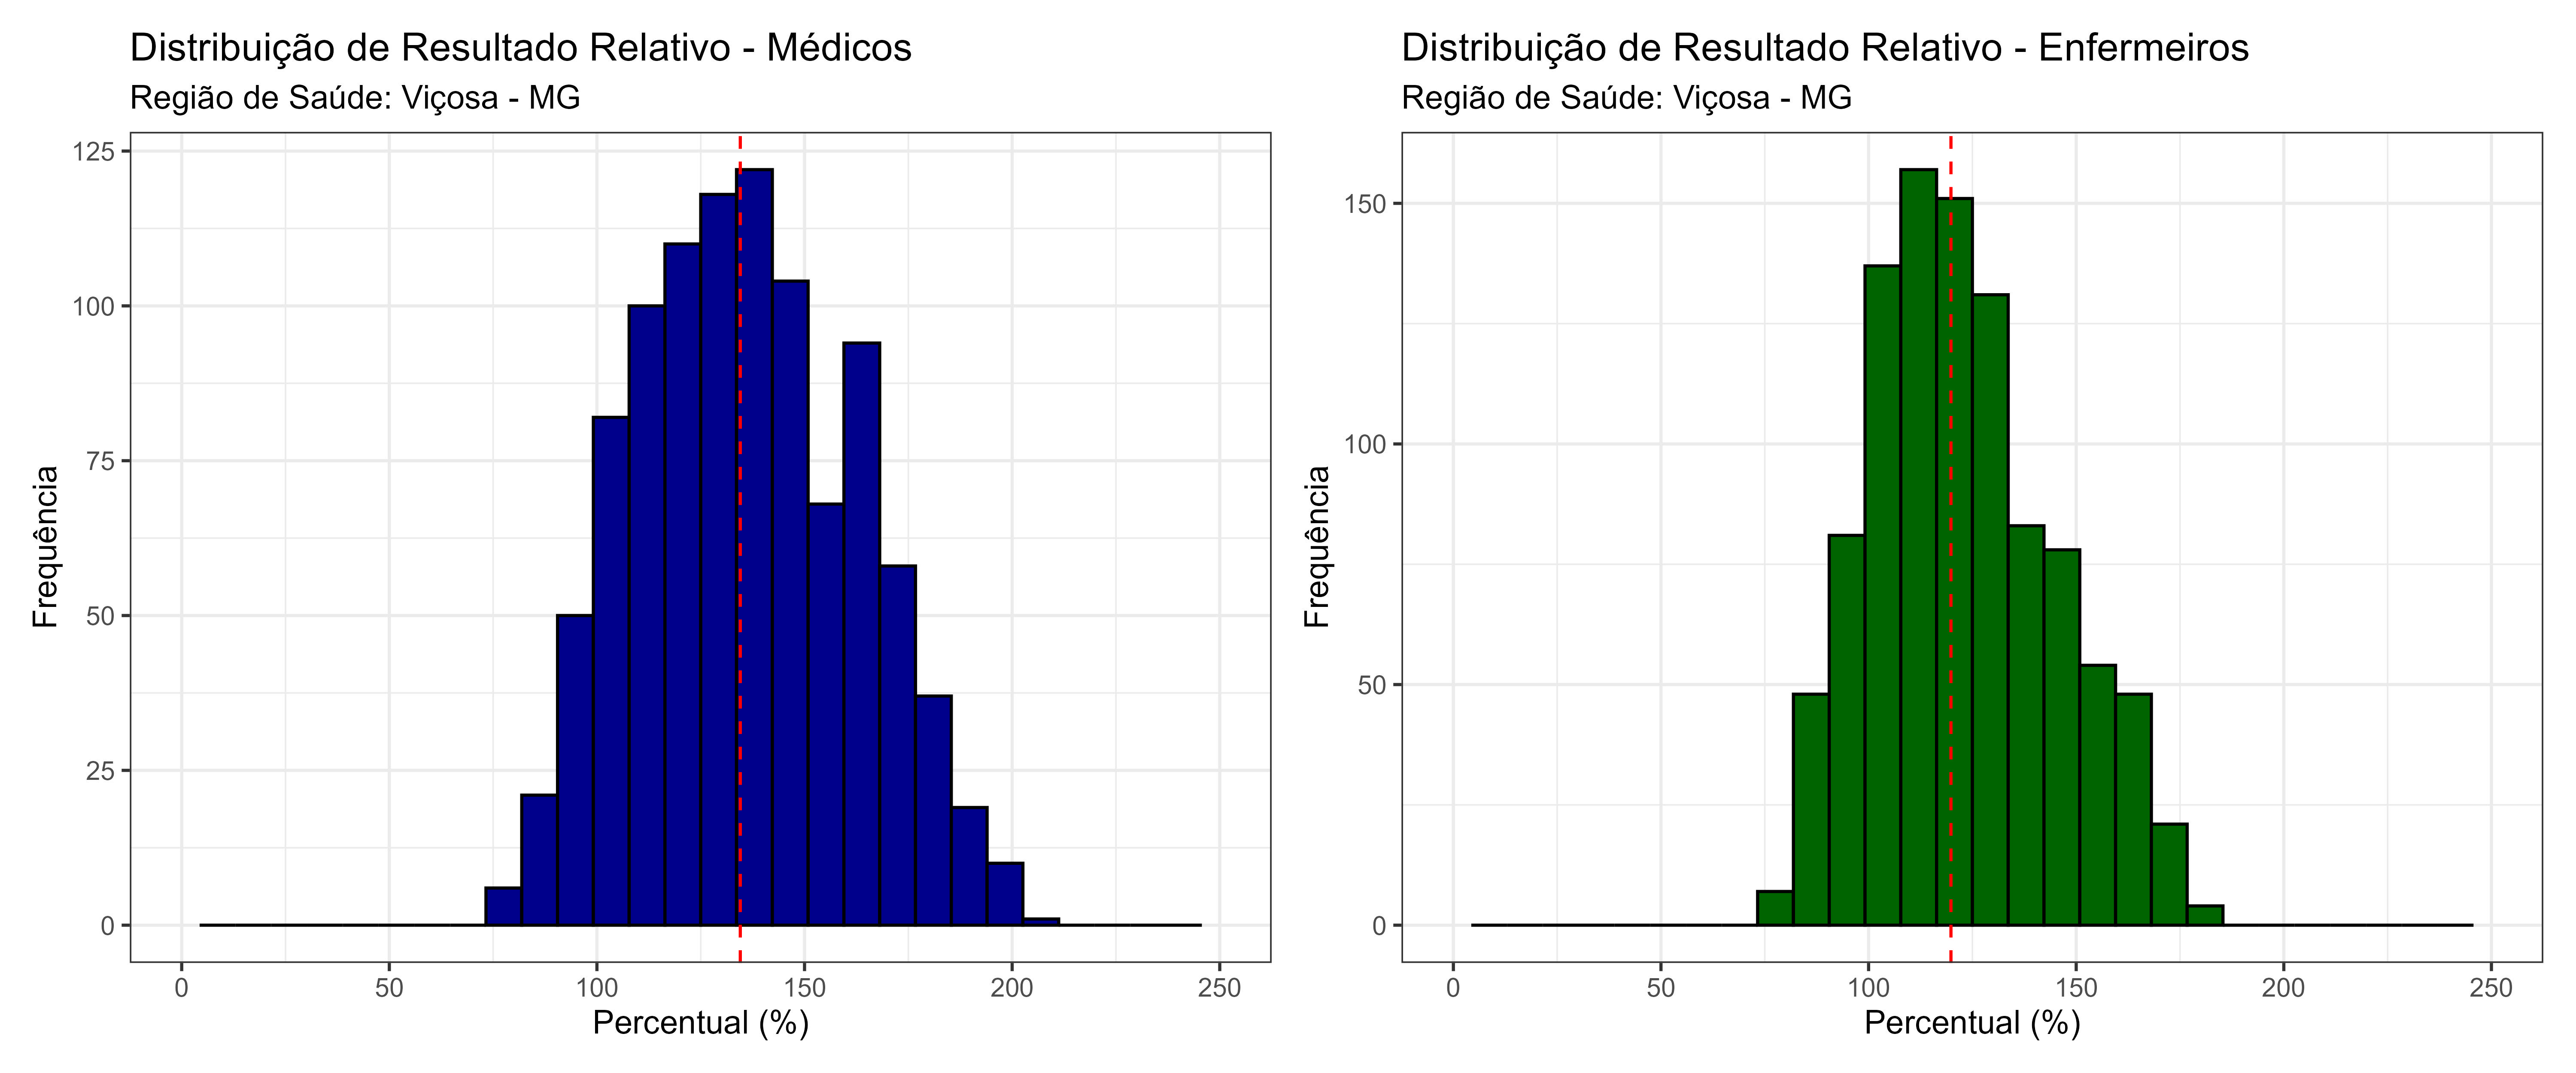 Distribuição de Resultado Relativo - Médicos
Região de Saúde: Viçosa - MG
Frequência
125
100
75
50
25
0
0 50 100 150 200 250
Percentual (%)
Distribuição de Resultado Relativo - Enfermeiros
Região de Saúde: Viçosa - MG
Frequência
150
100
50
0
0 50 100 150 200 250
Percentual (%)